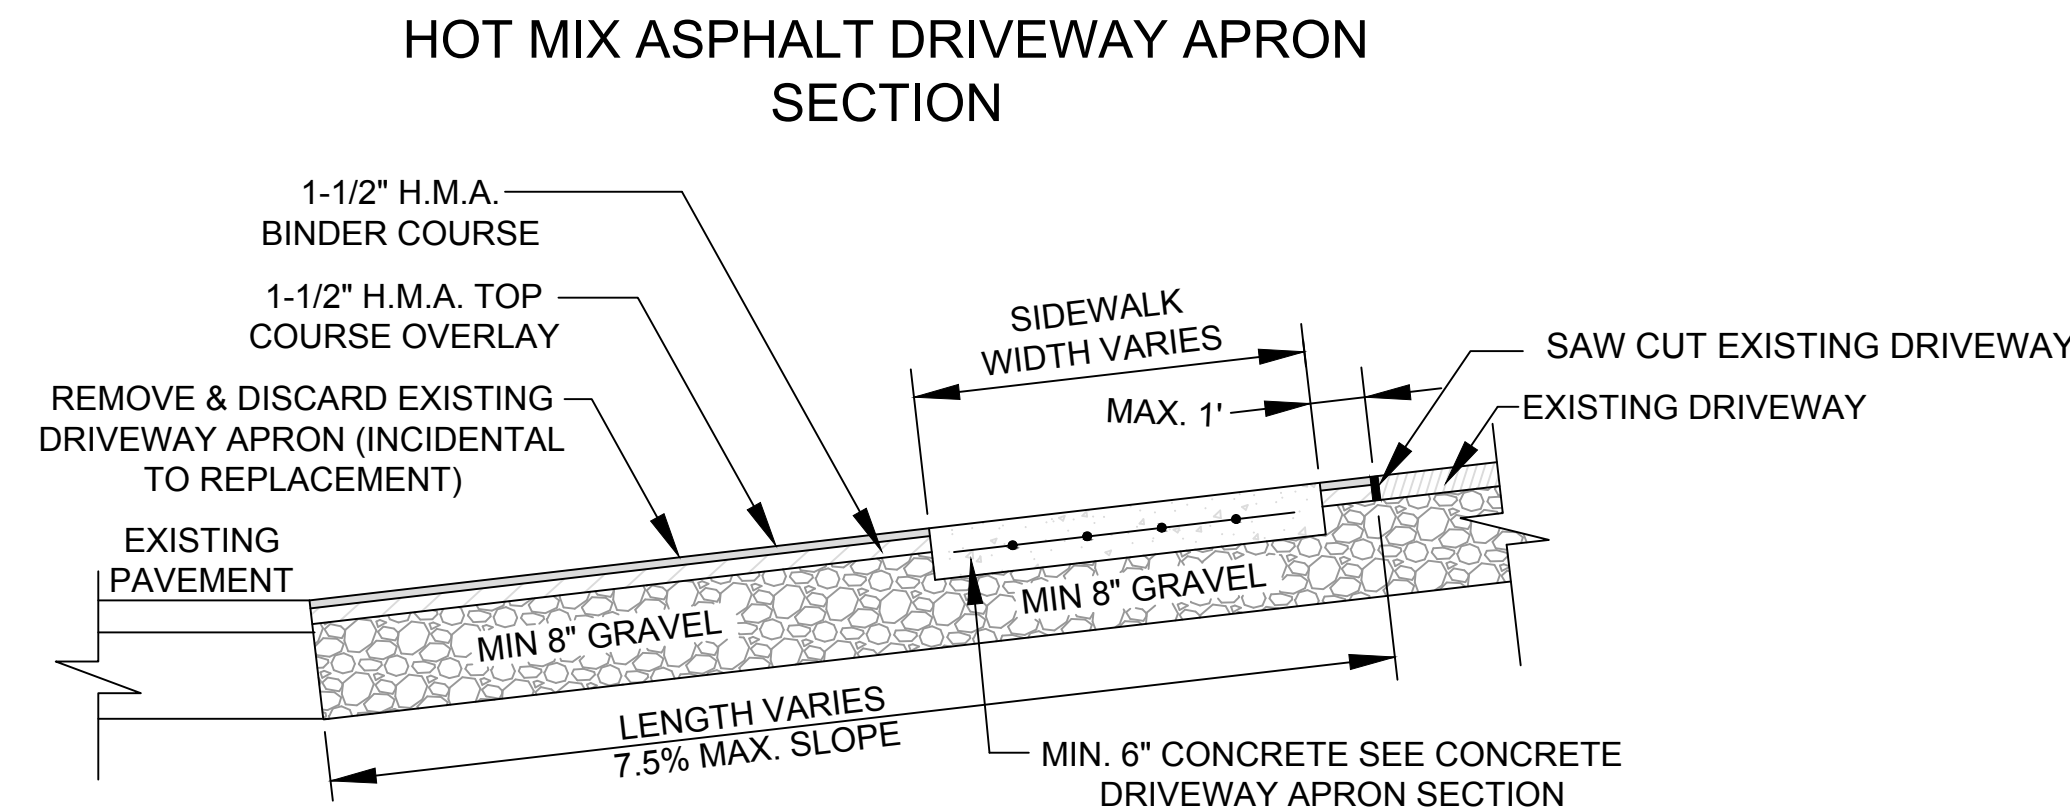 HOT MIX ASPHALT DRIVEWAY APRON
SECTION
1-1/2" H.M.A.
BINDER COURSE
1-1/2" H.M.A. TOP
COURSE OVERLAY
REMOVE & DISCARD EXISTING
DRIVEWAY APRON (INCIDENTAL
TO REPLACEMENT)
EXISTING
PAVEMENT
SIDEWALK
WIDTH VARIES
MAX. 1'
SAW CUT EXISTING DRIVEWAY
EXISTING DRIVEWAY
MIN 8" GRAVEL
MIN 8" GRAVEL
LENGTH VARIES
7.5% MAX. SLOPE
MIN. 6" CONCRETE SEE CONCRETE
DRIVEWAY APRON SECTION